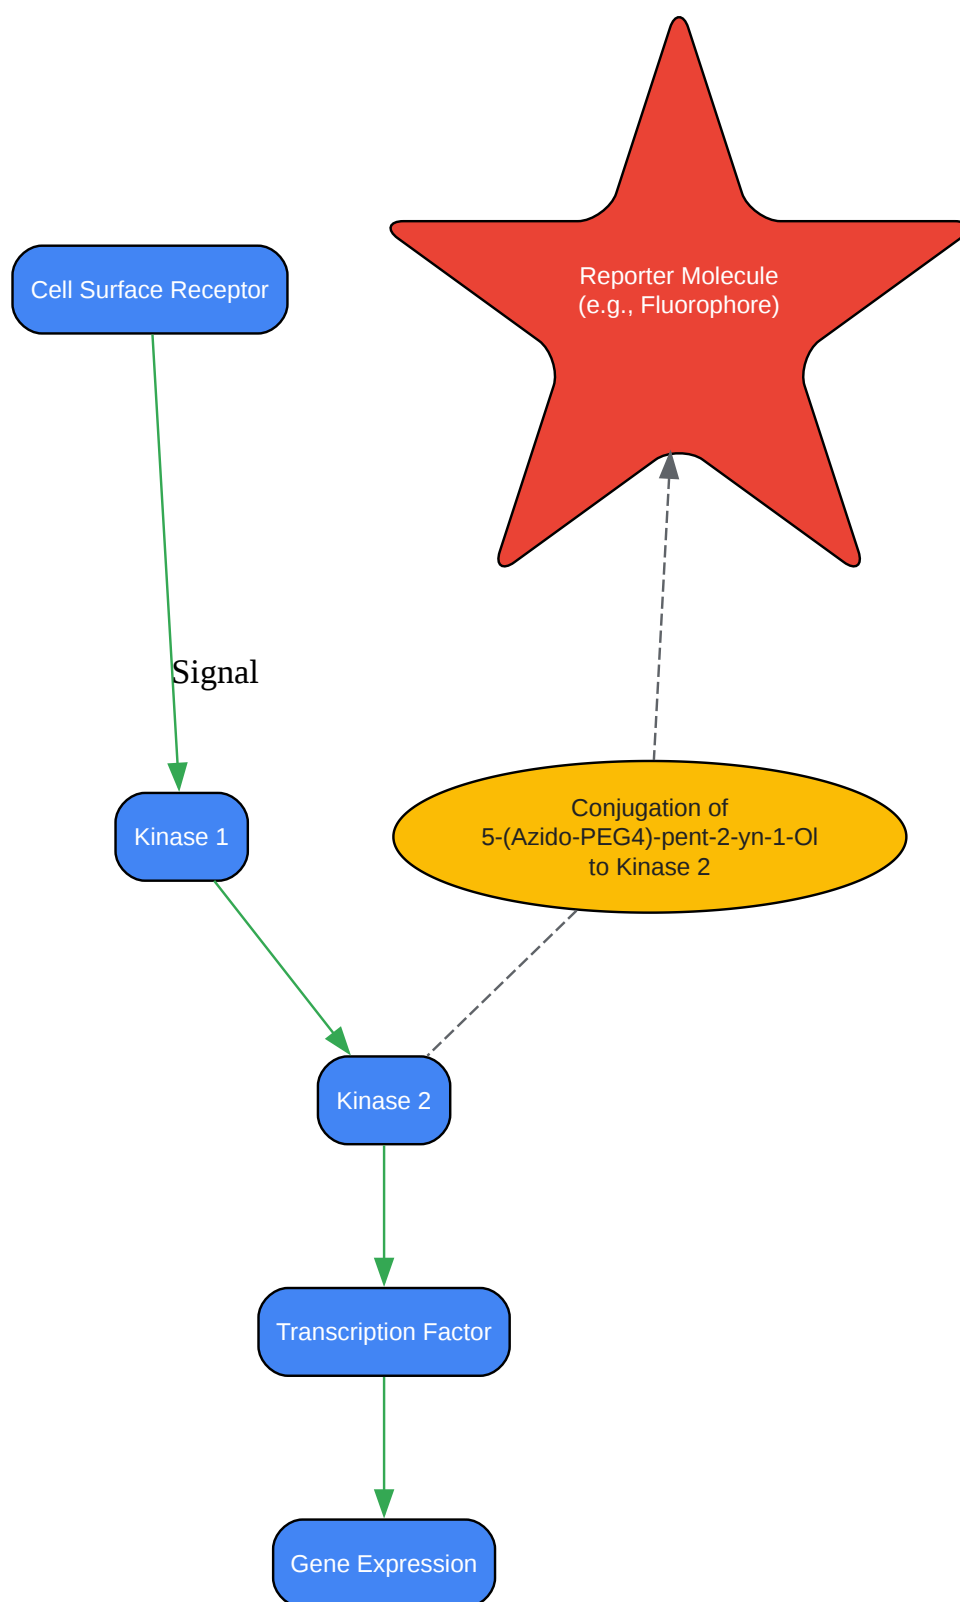 Reporter Molecule
(e.g., Fluorophore)
Cell Surface Receptor
Signal
Kinase 1
Conjugation of
5-(Azido-PEG4)-pent-2-yn-1-Ol
to Kinase 2
Kinase 2
Transcription Factor
Gene Expression